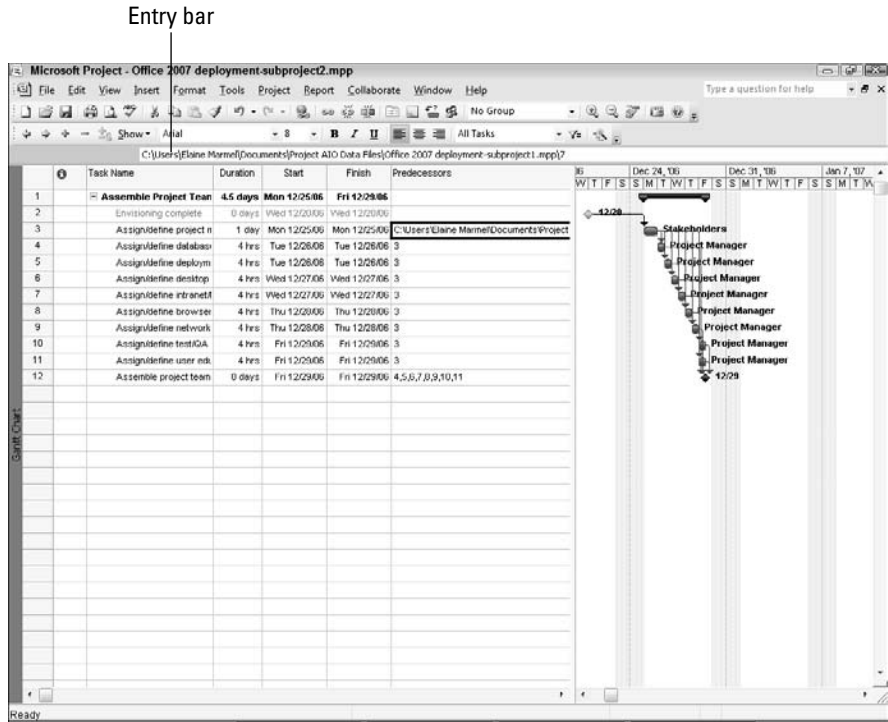 Entry bar
Microsoft Project - Office 2007 deployment-subproject2.mpp
File Edit View Insert Format Tools Project Report Collaborate Window Help
Type a question for help
No Group
Show Arial 8 B I U All Tasks
C:\Users\Elaine Marmel\Documents\Project AIO Data Files\Office 2007 deployment-subproject1.mpp\7
Task Name Duration Start Finish Predecessors
Dec 24, '06 Dec 31, '06 Jan 7, '07
W T F S S M T W T F S S M T W T F S S M T W
1 Assemble Project Tean 4.5 days Mon 12/25/06 Fri 12/29/06
2 Envisioning complete 0 days Wed 12/20/06 Wed 12/20/06
12/20
3 Assign/define project n 1 day Mon 12/25/06 Mon 12/25/06 C:\Users\Elaine Marmel\Documents\Project
Stakeholders
4 Assign/define databas 4 hrs Tue 12/26/06 Tue 12/26/06 3
Project Manager
5 Assign/define deploym 4 hrs Tue 12/26/06 Tue 12/26/06 3
Project Manager
6 Assign/define desktop 4 hrs Wed 12/27/06 Wed 12/27/06 3
Project Manager
7 Assign/define intranet/ 4 hrs Wed 12/27/06 Wed 12/27/06 3
Project Manager
8 Assign/define browser 4 hrs Thu 12/28/06 Thu 12/28/06 3
Project Manager
9 Assign/define network 4 hrs Thu 12/28/06 Thu 12/28/06 3
Project Manager
10 Assign/define test/QA 4 hrs Fri 12/29/06 Fri 12/29/06 3
Project Manager
11 Assign/define user edu 4 hrs Fri 12/29/06 Fri 12/29/06 3
Project Manager
12 Assemble project team 0 days Fri 12/29/06 Fri 12/29/06 4,5,6,7,8,9,10,11
12/29
Gantt Chart
Ready